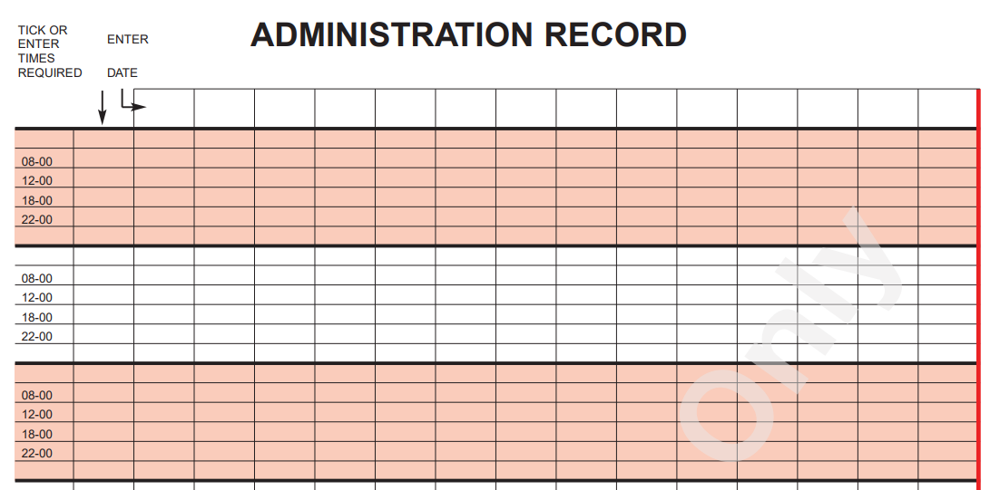 ADMINISTRATION RECORD
TICK OR
ENTER
TIMES
REQUIRED
ENTER
DATE
08-00
12-00
18-00
22-00
08-00
12-00
18-00
22-00
08-00
12-00
18-00
22-00
Only